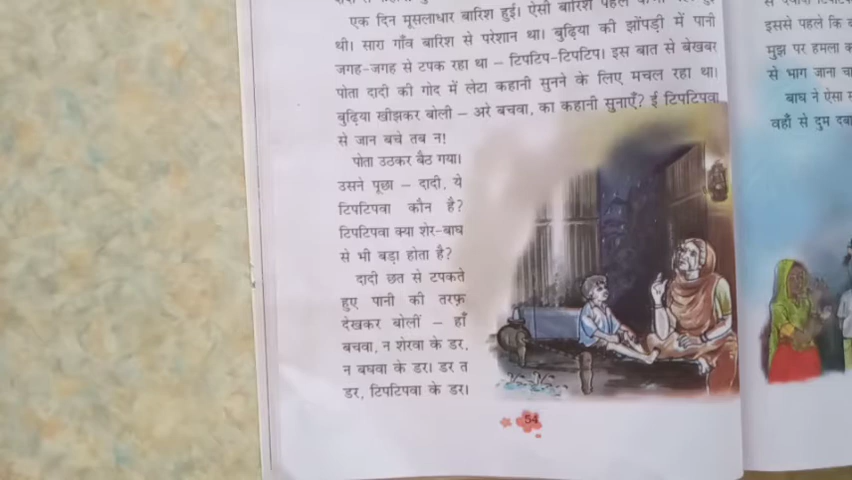 एक दिन मूसलाधार बारिश हुई। ऐसी बारिश पहले
थी। सारा गाँव बारिश से परेशान था। बुढ़िया की झोंपड़ी में पानी
जगह-जगह से टपक रहा था – टिपटिप-टिपटिप। इस बात से बेखबर
पोता दादी की गोद में लेटा कहानी सुनने के लिए मचल रहा था।
बुढ़िया खीझकर बोली – अरे बचवा, का कहानी सुनाएँ? ई टिपटिपवा
से जान बचे तब न!
पोता उठकर बैठ गया।
उसने पूछा – दादी, ये
टिपटिपवा कौन है?
टिपटिपवा क्या शेर-बाघ
से भी बड़ा होता है?
दादी छत से टपकते
हुए पानी की तरफ़
देखकर बोलीं – हाँ
बचवा, न शेरवा के डर,
न बघवा के डर। डर त
डर, टिपटिपवा के डर।
54
इससे पहले कि
मुझ पर हमला
से भाग जाना
बाघ ने ऐसा
वहाँ से दुम